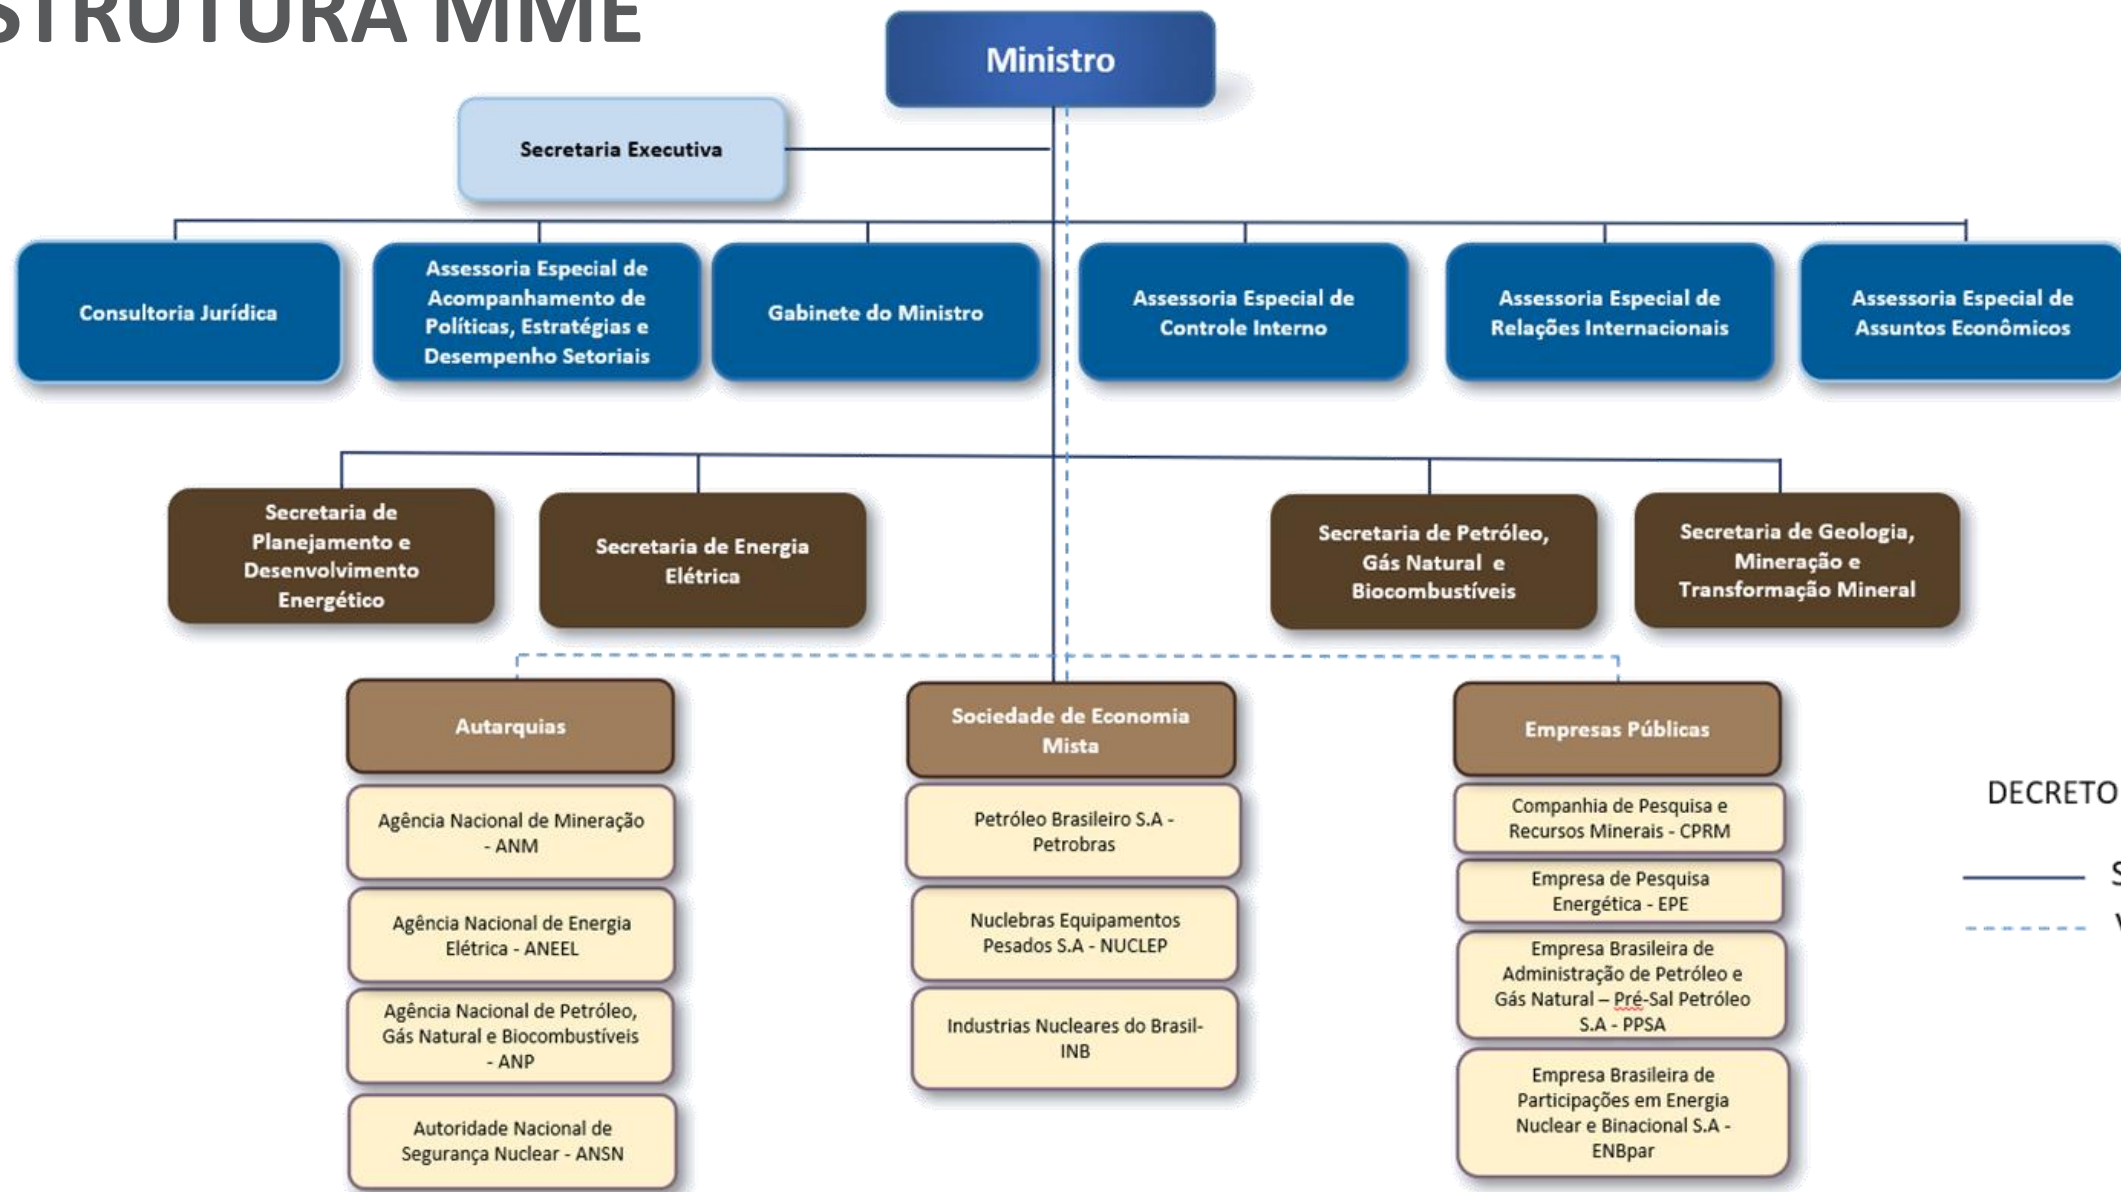 STRUTURA MME
Ministro
Secretaria Executiva
Consultoria Jurídica
Assessoria Especial de
Acompanhamento de
Políticas, Estratégias e
Desempenho Setoriais
Gabinete do Ministro
Assessoria Especial de
Controle Interno
Assessoria Especial de
Relações Internacionais
Assessoria Especial de
Assuntos Econômicos
Secretaria de
Planejamento e
Desenvolvimento
Energético
Secretaria de Energia
Elétrica
Secretaria de Petróleo,
Gás Natural e
Biocombustíveis
Secretaria de Geologia,
Mineração e
Transformação Mineral
Autarquias
Agência Nacional de Mineração
- ANM
Agência Nacional de Energia
Elétrica - ANEEL
Agência Nacional de Petróleo,
Gás Natural e Biocombustíveis
- ANP
Autoridade Nacional de
Segurança Nuclear - ANSN
Sociedade de Economia
Mista
Petróleo Brasileiro S.A -
Petrobras
Nuclebras Equipamentos
Pesados S.A - NUCLEP
Industrias Nucleares do Brasil-
INB
Empresas Públicas
Companhia de Pesquisa e
Recursos Minerais - CPRM
Empresa de Pesquisa
Energética - EPE
Empresa Brasileira de
Administração de Petróleo e
Gás Natural – Pré-Sal Petróleo
S.A - PPSA
Empresa Brasileira de
Participações em Energia
Nuclear e Binacional S.A -
ENBpar
DECRETO